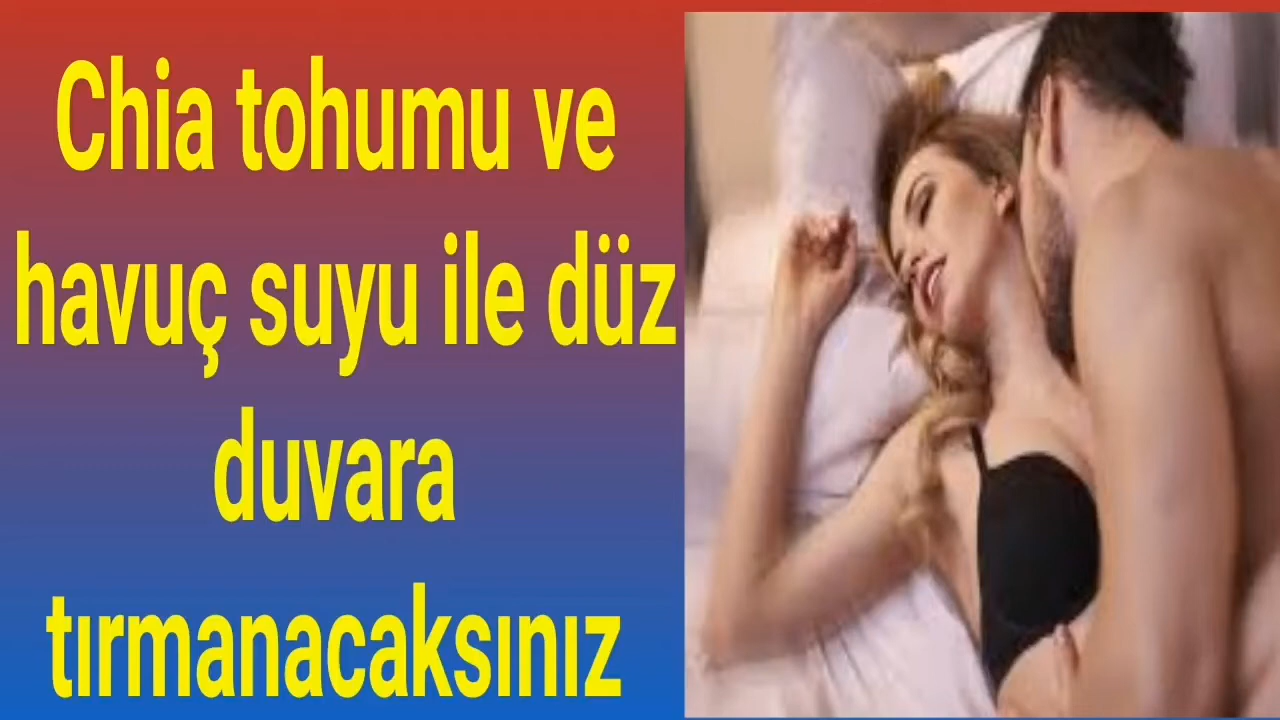 Chia tohumu ve
havuç suyu ile düz
duvara
tırmanacaksınız